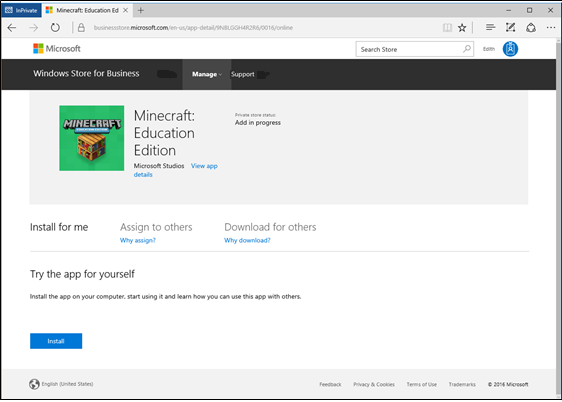 InPrivate
Minecraft: Education Edi
businessstore.microsoft.com/en-us/app-detail/9NBLGGH4R2R6/0016/online
Microsoft
Search Store
Edith
Windows Store for Business
Manage
Support
MINECRAFT
Minecraft:
Education
Edition
Microsoft Studios View app
details
Private store status:
Add in progress
Install for me
Assign to others
Why assign?
Download for others
Why download?
Try the app for yourself
Install the app on your computer, start using it and learn how you can use this app with others.
Install
English (United States)
Feedback
Privacy & Cookies
Terms of Use
Trademarks
© 2016 Microsoft